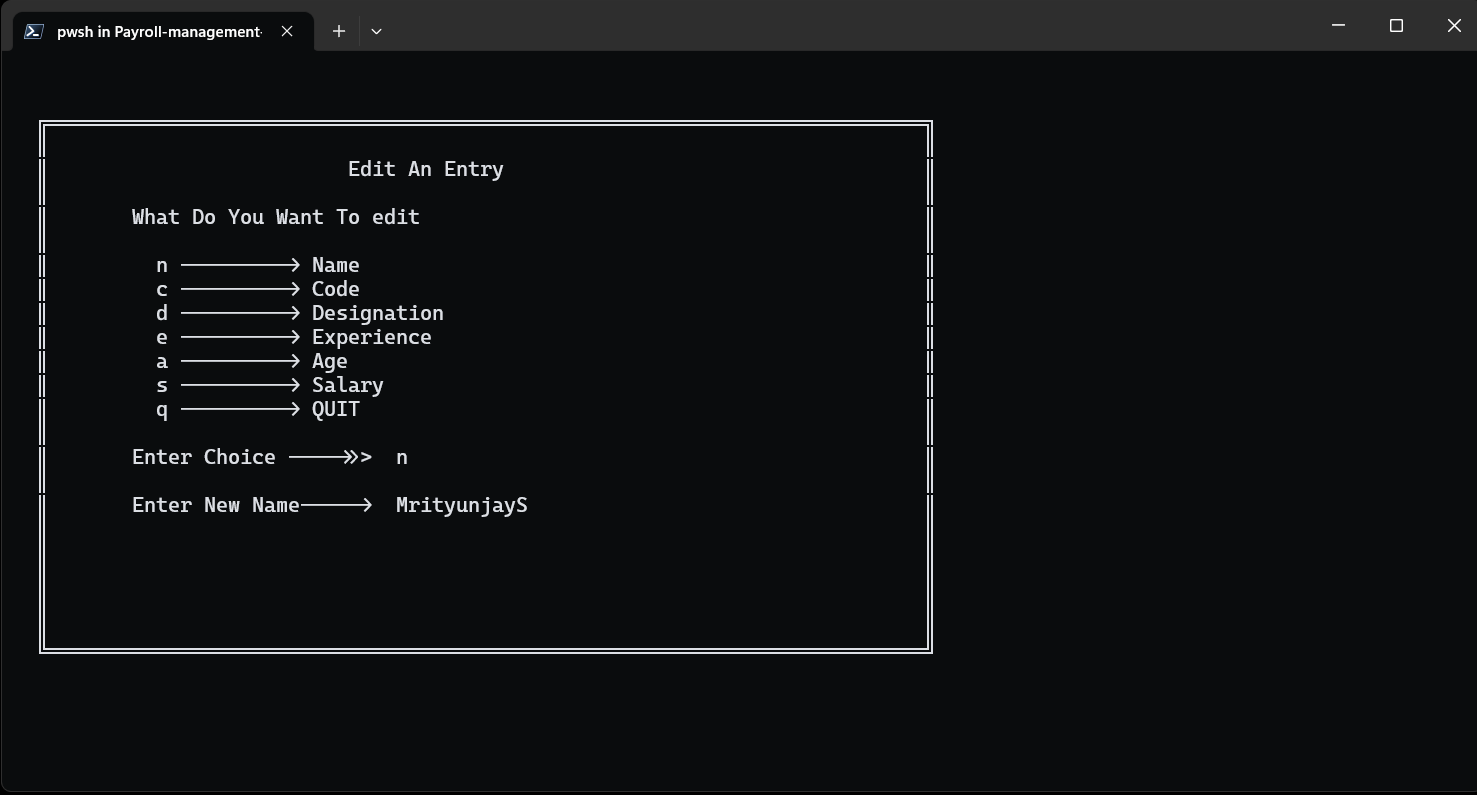 pwsh in Payroll-management-
Edit An Entry
What Do You Want To edit
n ----------> Name
c ----------> Code
d ----------> Designation
e ----------> Experience
a ----------> Age
s ----------> Salary
q ----------> QUIT
Enter Choice ----->>> n
Enter New Name------> MrityunjayS